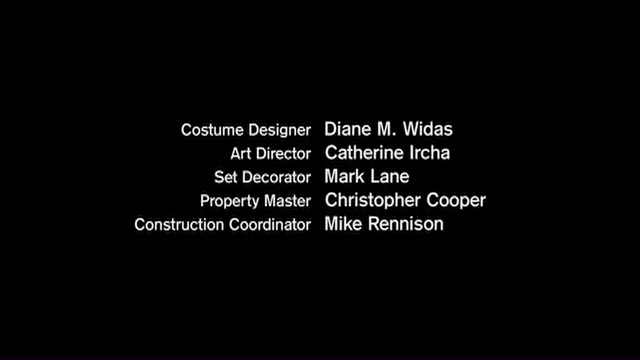 Costume Designer Diane M. Widas
Art Director Catherine Ircha
Set Decorator Mark Lane
Property Master Christopher Cooper
Construction Coordinator Mike Rennison